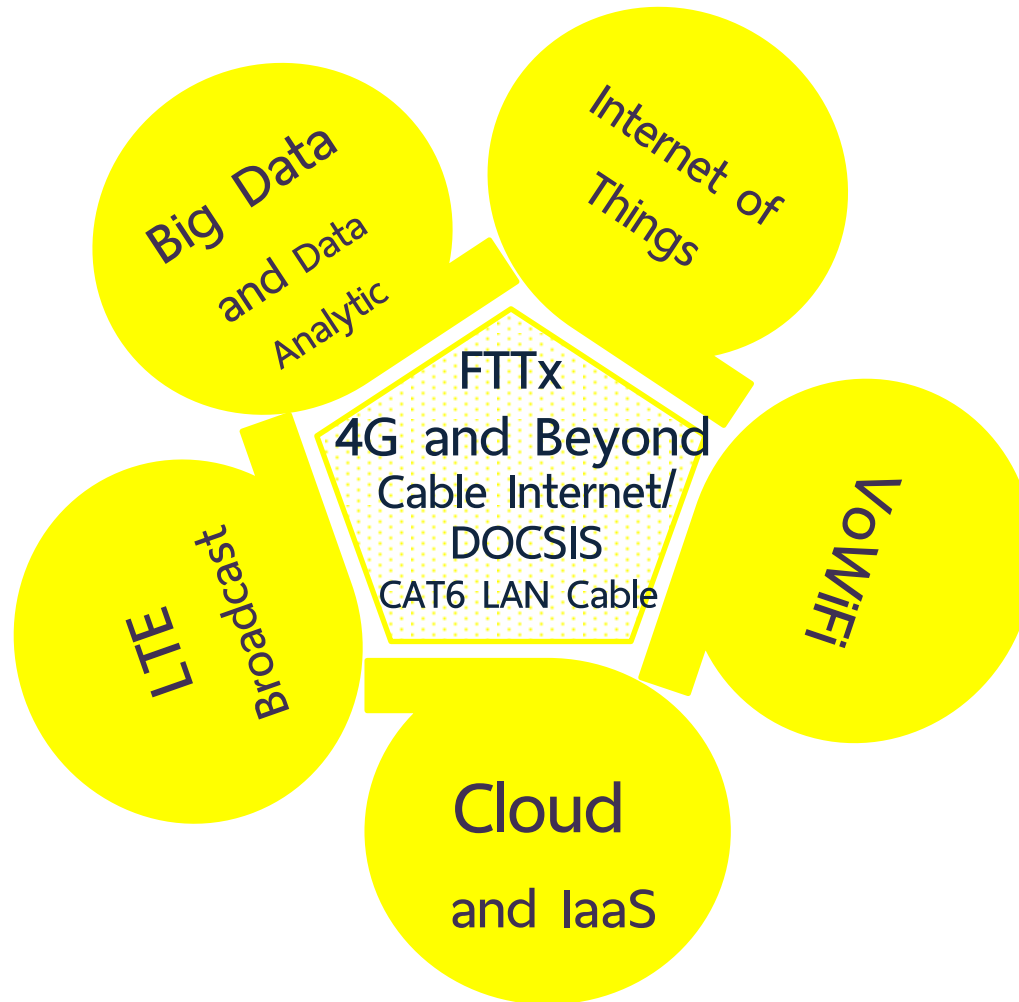 Big Data
and Data
Analytic
Internet of
Things
FTTx
4G and Beyond
Cable Internet/
DOCSIS
CAT6 LAN Cable
VoWiFi
LTE
Broadcast
Cloud
and IaaS